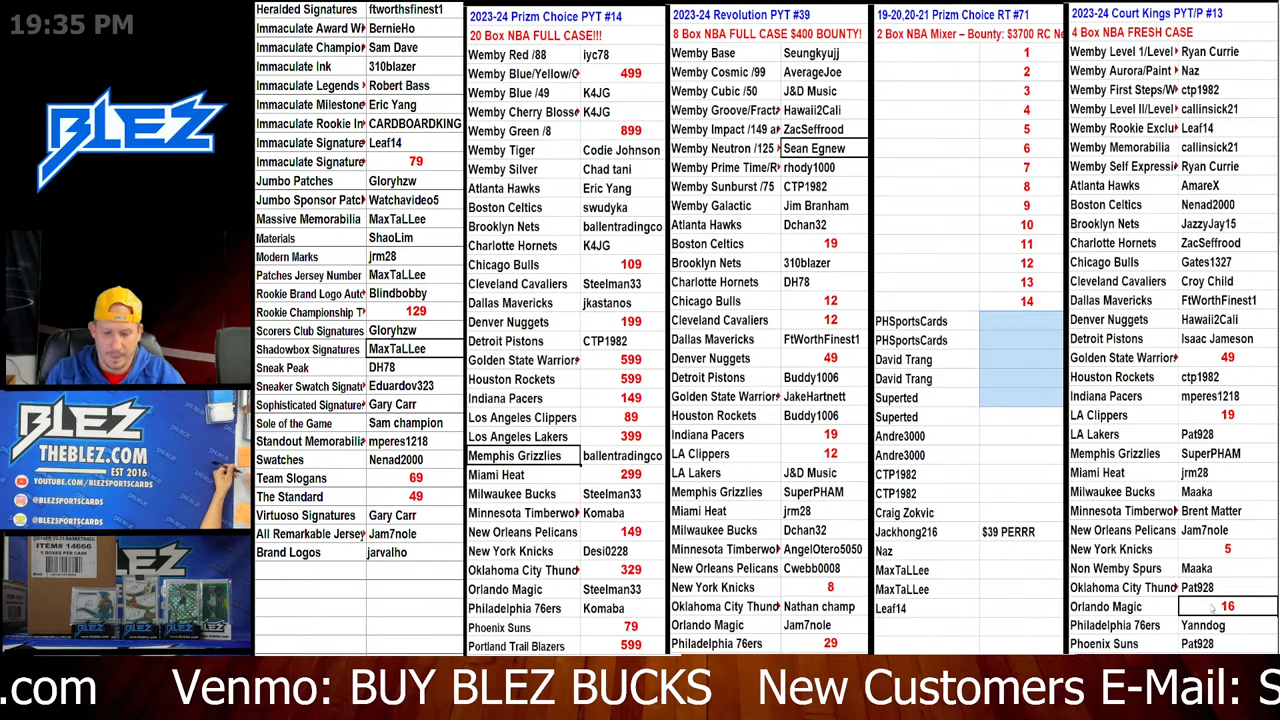 19:35 PM
BLEZ
BLEZ
THEBLEZ.COM
EST 2016
YOUTUBE.COM/BLEZSPORTSCARDS
@BLEZSPORTSCARDS
@BLEZSPORTSCARDS
ITEM# 14666
Heralded Signatures ftworthsfinest1
Immaculate Award W BernieHo
Immaculate Champio Sam Dave
Immaculate Ink 310blazer
Immaculate Legends Robert Bass
Immaculate Milestone Eric Yang
Immaculate Rookie In CARDBOARDKING
Immaculate Signature Leaf14
Immaculate Signature 79
Jumbo Patches Gloryhzw
Jumbo Sponsor Patc Watchavideo5
Massive Memorabilia MaxTaLLee
Materials ShaoLim
Modern Marks jrm28
Patches Jersey Number MaxTaLLee
Rookie Brand Logo Auto Blindbobby
Rookie Championship T 129
Scorers Club Signatures Gloryhzw
Shadowbox Signatures MaxTaLLee
Sneak Peak DH78
Sneaker Swatch Signatu Eduardov323
Sophisticated Signature Gary Carr
Sole of the Game Sam champion
Standout Memorabilia mperes1218
Swatches Nenad2000
Team Slogans 69
The Standard 49
Virtuoso Signatures Gary Carr
All Remarkable Jersey Jam7nole
Brand Logos jarvalho
2023-24 Prizm Choice PYT #14
20 Box NBA FULL CASE!!!
Wemby Red /88 iyc78
Wemby Blue/Yellow/G 499
Wemby Blue /49 K4JG
Wemby Cherry Blosso K4JG
Wemby Green /8 899
Wemby Tiger Codie Johnson
Wemby Silver Chad tani
Atlanta Hawks Eric Yang
Boston Celtics swudyka
Brooklyn Nets ballentradingco
Charlotte Hornets K4JG
Chicago Bulls 109
Cleveland Cavaliers Steelman33
Dallas Mavericks jkastanos
Denver Nuggets 199
Detroit Pistons CTP1982
Golden State Warrior 599
Houston Rockets 599
Indiana Pacers 149
Los Angeles Clippers 89
Los Angeles Lakers 399
Memphis Grizzlies ballentradingco
Miami Heat 299
Milwaukee Bucks Steelman33
Minnesota Timberwo Komaba
New Orleans Pelicans 149
New York Knicks Desi0228
Oklahoma City Thund 329
Orlando Magic Steelman33
Philadelphia 76ers Komaba
Phoenix Suns 79
Portland Trail Blazers 599
2023-24 Revolution PYT #39
8 Box NBA FULL CASE $400 BOUNTY!
Wemby Base Seungkyujj
Wemby Cosmic /99 AverageJoe
Wemby Cubic /50 J&D Music
Wemby Groove/Fract Hawaii2Cali
Wemby Impact /149 a ZacSeffrood
Wemby Neutron /125 Sean Egnew
Wemby Prime Time/R rhody1000
Wemby Sunburst /75 CTP1982
Wemby Galactic Jim Branham
Atlanta Hawks Dchan32
Boston Celtics 19
Brooklyn Nets 310blazer
Charlotte Hornets DH78
Chicago Bulls 12
Cleveland Cavaliers 12
Dallas Mavericks FtWorthFinest1
Denver Nuggets 49
Detroit Pistons Buddy1006
Golden State Warrior JakeHartnett
Houston Rockets Buddy1006
Indiana Pacers 19
LA Clippers 12
LA Lakers J&D Music
Memphis Grizzlies SuperPHAM
Miami Heat jrm28
Milwaukee Bucks Dchan32
Minnesota Timberwo AngelOtero5050
New Orleans Pelicans Cwebb0008
New York Knicks 8
Oklahoma City Thund Nathan champ
Orlando Magic Jam7nole
Philadelphia 76ers 29
19-20,20-21 Prizm Choice RT #71
2 Box NBA Mixer – Bounty: $3700 RC Ne
1
2
3
4
5
6
7
8
9
10
11
12
13
14
PHSportsCards
PHSportsCards
David Trang
David Trang
Superted
Superted
Andre3000
Andre3000
CTP1982
CTP1982
Craig Zokvic
Jackhong216 $39 PERRR
Naz
MaxTaLLee
MaxTaLLee
Leaf14
2023-24 Court Kings PYT/P #13
4 Box NBA FRESH CASE
Wemby Level 1/Level Ryan Currie
Wemby Aurora/Paint Naz
Wemby First Steps/W ctp1982
Wemby Level II/Level callinsick21
Wemby Rookie Exclu Leaf14
Wemby Memorabilia callinsick21
Wemby Self Expressi Ryan Currie
Atlanta Hawks AmareX
Boston Celtics Nenad2000
Brooklyn Nets JazzyJay15
Charlotte Hornets ZacSeffrood
Chicago Bulls Gates1327
Cleveland Cavaliers Croy Child
Dallas Mavericks FtWorthFinest1
Denver Nuggets Hawaii2Cali
Detroit Pistons Isaac Jameson
Golden State Warrior 49
Houston Rockets ctp1982
Indiana Pacers mperes1218
LA Clippers 19
LA Lakers Pat928
Memphis Grizzlies SuperPHAM
Miami Heat jrm28
Milwaukee Bucks Maaka
Minnesota Timberwo Brent Matter
New Orleans Pelicans Jam7nole
New York Knicks 5
Non Wemby Spurs Maaka
Oklahoma City Thund Pat928
Orlando Magic 16
Philadelphia 76ers Yanndog
Phoenix Suns Pat928
.com Venmo: BUY BLEZ BUCKS New Customers E-Mail: S